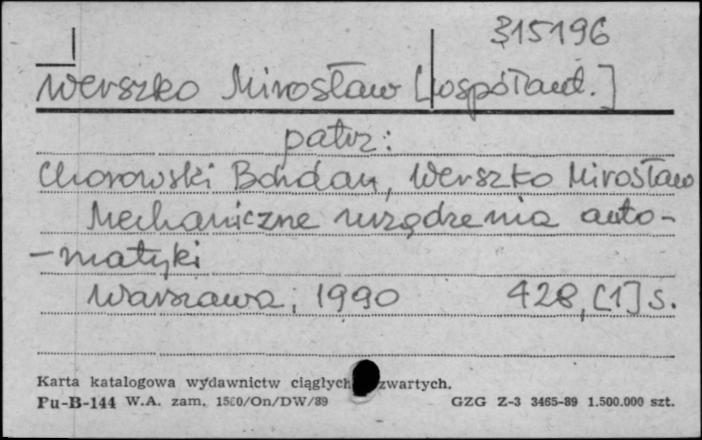 315196
Werszko Mirosław [współaut.]
patrz:
Chorowski Bohdan, Werszko Mirosław
Mechaniczne urządzenia auto-
-matyki
Warszawa; 1990 428,[1]s.
Karta katalogowa wydawnictw ciągłych zwartych.
Pu-B-144 W.A. zam. 1580/On/DW/89 GZG Z-3 3465-89 1.500.000 szt.